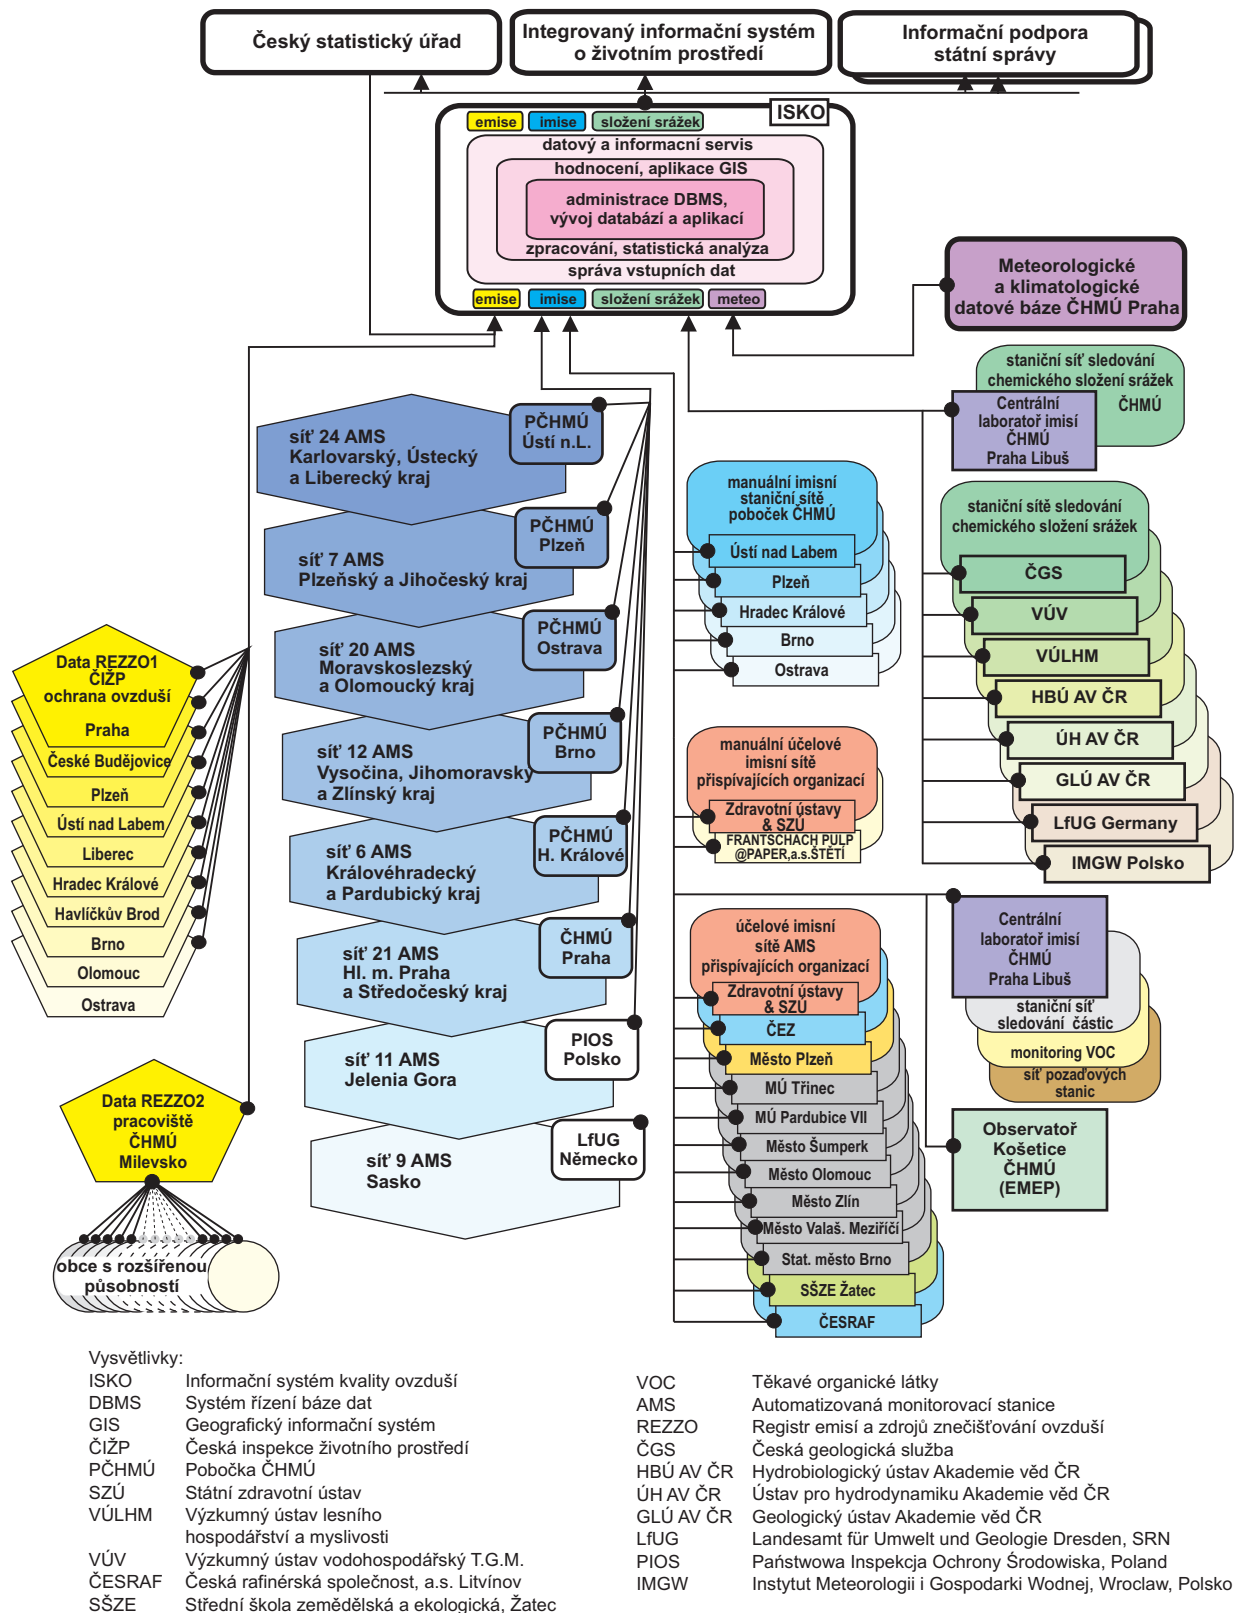 Český statistický úřad
Integrovaný informační systém
o životním prostředí
Informační podpora
státní správy
ISKO
emise
imise
složení srážek
datový a informacní servis
hodnocení, aplikace GIS
administrace DBMS,
vývoj databází a aplikací
zpracování, statistická analýza
správa vstupních dat
emise
imise
složení srážek
meteo
Meteorologické
a klimatologické
datové báze ČHMÚ Praha
staniční síť sledování
chemického složení srážek
ČHMÚ
Centrální
laboratoř imisí
ČHMÚ
Praha Libuš
síť 24 AMS
Karlovarský, Ústecký
a Liberecký kraj
PČHMÚ
Ústí n.L.
síť 7 AMS
Plzeňský a Jihočeský kraj
PČHMÚ
Plzeň
síť 20 AMS
Moravskoslezský
a Olomoucký kraj
PČHMÚ
Ostrava
síť 12 AMS
Vysočina, Jihomoravský
a Zlínský kraj
PČHMÚ
Brno
síť 6 AMS
Královéhradecký
a Pardubický kraj
PČHMÚ
H. Králové
síť 21 AMS
Hl. m. Praha
a Středočeský kraj
ČHMÚ
Praha
síť 11 AMS
Jelenia Gora
PIOS
Polsko
síť 9 AMS
Sasko
LfUG
Německo
manuální imisní
staniční sítě
poboček ČHMÚ
Ústí nad Labem
Plzeň
Hradec Králové
Brno
Ostrava
manuální účelové
imisní sítě
přispívajících organizací
Zdravotní ústavy
& SZÚ
FRANTSCHACH PULP
@PAPER,a.s.ŠTĚTÍ
účelové imisní
sítě AMS
přispívajících organizací
Zdravotní ústavy
& SZÚ
ČEZ
Město Plzeň
MÚ Třinec
MÚ Pardubice VII
Město Šumperk
Město Olomouc
Město Zlín
Město Valaš. Meziříčí
Stat. město Brno
SŠZE Žatec
ČESRAF
staniční sítě sledování
chemického složení srážek
ČGS
VÚV
VÚLHM
HBÚ AV ČR
ÚH AV ČR
GLÚ AV ČR
LfUG Germany
IMGW Polsko
Centrální
laboratoř imisí
ČHMÚ
Praha Libuš
staniční síť
sledování částic
monitoring VOC
síť pozaďových
stanic
Observatoř
Košetice
ČHMÚ
(EMEP)
Data REZZO1
ČIŽP
ochrana ovzduší
Praha
České Budějovice
Plzeň
Ústí nad Labem
Liberec
Hradec Králové
Havlíčkův Brod
Brno
Olomouc
Ostrava
Data REZZO2
pracoviště
ČHMÚ
Milevsko
obce s rozšířenou
působností
Vysvětlivky:
ISKO Informační systém kvality ovzduší
DBMS Systém řízení báze dat
GIS Geografický informační systém
ČIŽP Česká inspekce životního prostředí
PČHMÚ Pobočka ČHMÚ
SZÚ Státní zdravotní ústav
VÚLHM Výzkumný ústav lesního
hospodářství a myslivosti
VÚV Výzkumný ústav vodohospodářský T.G.M.
ČESRAF Česká rafinérská společnost, a.s. Litvínov
SŠZE Střední škola zemědělská a ekologická, Žatec
VOC Těkavé organické látky
AMS Automatizovaná monitorovací stanice
REZZO Registr emisí a zdrojů znečišťování ovzduší
ČGS Česká geologická služba
HBÚ AV ČR Hydrobiologický ústav Akademie věd ČR
ÚH AV ČR Ústav pro hydrodynamiku Akademie věd ČR
GLÚ AV ČR Geologický ústav Akademie věd ČR
LfUG Landesamt für Umwelt und Geologie Dresden, SRN
PIOS Państwowa Inspekcja Ochrony Środowiska, Poland
IMGW Instytut Meteorologii i Gospodarki Wodnej, Wroclaw, Polsko